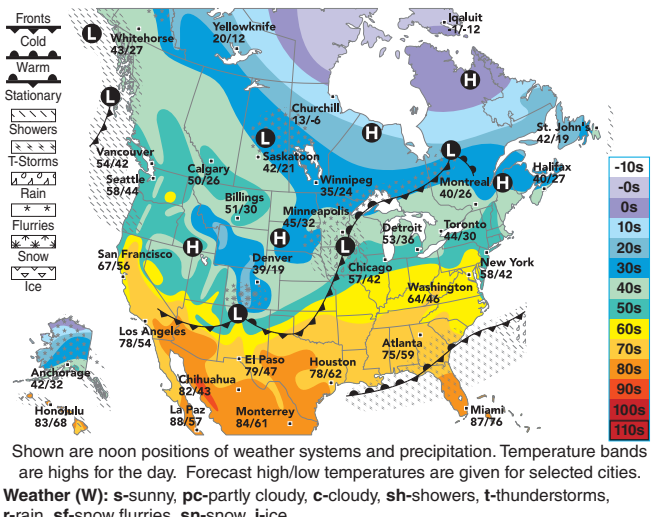 Fronts
Cold
Warm
Stationary
Showers
T-Storms
Rain
Flurries
Snow
Ice
L
Whitehorse
43/27
Yellowknife
20/12
Iqaluit
-1/-12
H
L
Churchill
13/-6
H
L
St. John's
42/19
Vancouver
54/42
Seattle
58/44
Calgary
50/26
Saskatoon
42/21
Winnipeg
35/24
L
Montreal
40/26
H
Halifax
40/27
Billings
51/30
Minneapolis
45/32
Detroit
53/36
Toronto
44/30
H
H
L
San Francisco
67/56
Denver
39/19
Chicago
57/42
New York
58/42
Washington
64/46
L
Los Angeles
78/54
Atlanta
75/59
El Paso
79/47
Houston
78/62
Anchorage
42/32
Chihuahua
82/43
Honolulu
83/68
La Paz
88/57
Monterrey
84/61
Miami
87/76
-10s
-0s
0s
10s
20s
30s
40s
50s
60s
70s
80s
90s
100s
110s
Shown are noon positions of weather systems and precipitation. Temperature bands
are highs for the day. Forecast high/low temperatures are given for selected cities.
Weather (W): s-sunny, pc-partly cloudy, c-cloudy, sh-showers, t-thunderstorms,
r-rain, sf-snow flurries, sn-snow, i-ice